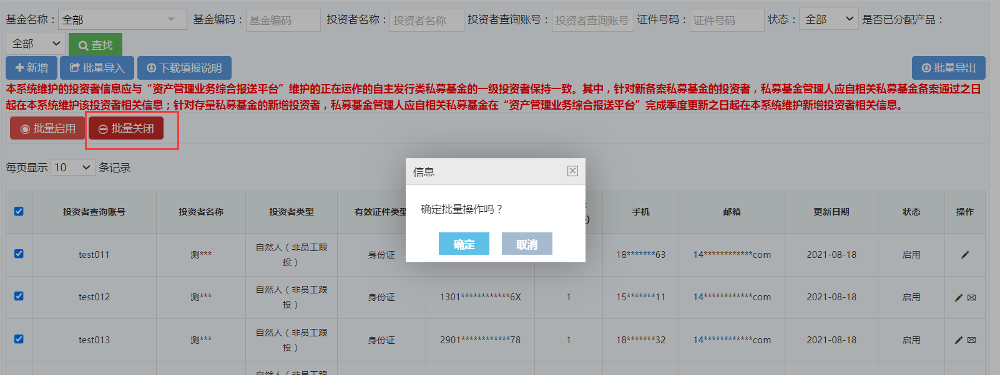 基金名称： 全部 基金编码： 基金编码 投资者名称： 投资者名称 投资者查询账号： 投资者查询账号 证件号码： 证件号码 状态： 全部 是否已分配产品：
全部 查找
新增 批量导入 下载填报说明 批量导出
本系统维护的投资者信息应与“资产管理业务综合报送平台”维护的正在运作的自主发行类私募基金的一级投资者保持一致。其中，针对新备案私募基金的投资者，私募基金管理人应自相关私募基金备案通过之日
起在本系统维护该投资者相关信息；针对存量私募基金的新增投资者，私募基金管理人应自相关私募基金在“资产管理业务综合报送平台”完成季度更新之日起在本系统维护新增投资者相关信息。
批量启用 批量关闭
每页显示 10 条记录
信息
确定批量操作吗？
确定 取消
投资者查询账号 投资者名称 投资者类型 有效证件类型 手机 邮箱 更新日期 状态 操作
test011 测*** 自然人（非员工跟
投） 身份证 18*******63 14************com 2021-08-18 启用
test012 测*** 自然人（非员工跟
投） 身份证 1301************6X 1 15*******11 14************com 2021-08-18 启用
test013 测*** 自然人（非员工跟
投） 身份证 2901************78 1 18*******32 14************com 2021-08-18 启用
自然人（非员工跟